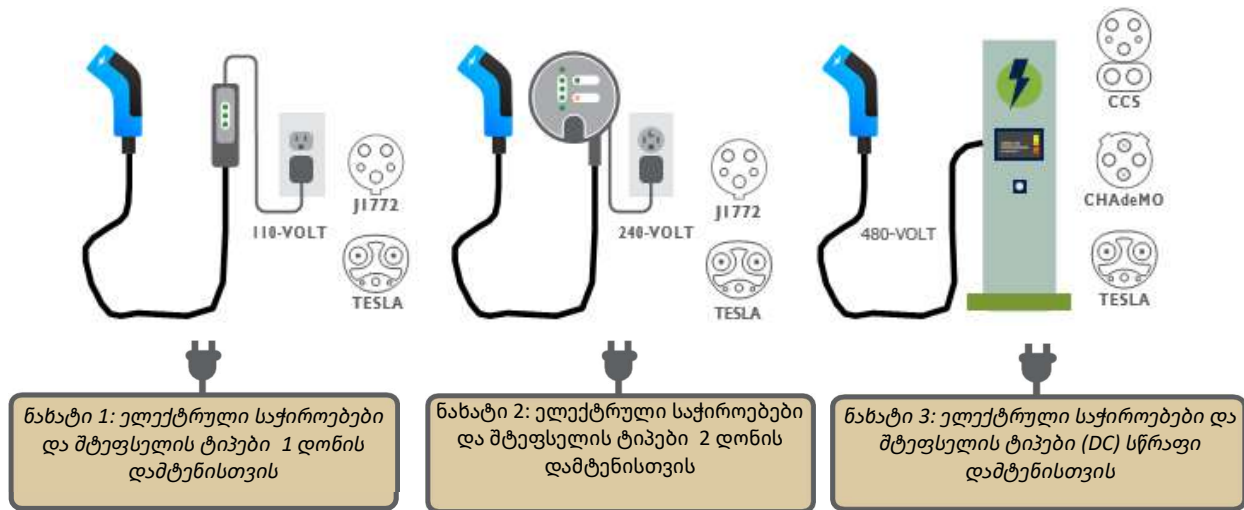 110-VOLT
J1772
TESLA
240-VOLT
J1772
TESLA
480-VOLT
CCS
CHAdeMO
TESLA
ნახატი 1: ელექტრული საჭიროებები
და შტეფსელის ტიპები 1 დონის
დამტენისთვის
ნახატი 2: ელექტრული საჭიროებები
და შტეფსელის ტიპები 2 დონის
დამტენისთვის
ნახატი 3: ელექტრული საჭიროებები და
შტეფსელის ტიპები (DC) სწრაფი
დამტენისთვის